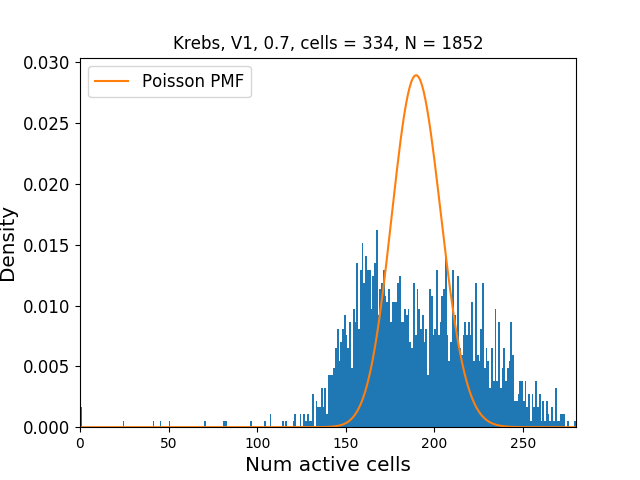 Krebs, V1, 0.7, cells = 334, N = 1852
0.030
0.025
0.020
0.015
0.010
0.005
0.000
Density
Poisson PMF
0 50 100 150 200 250
Num active cells